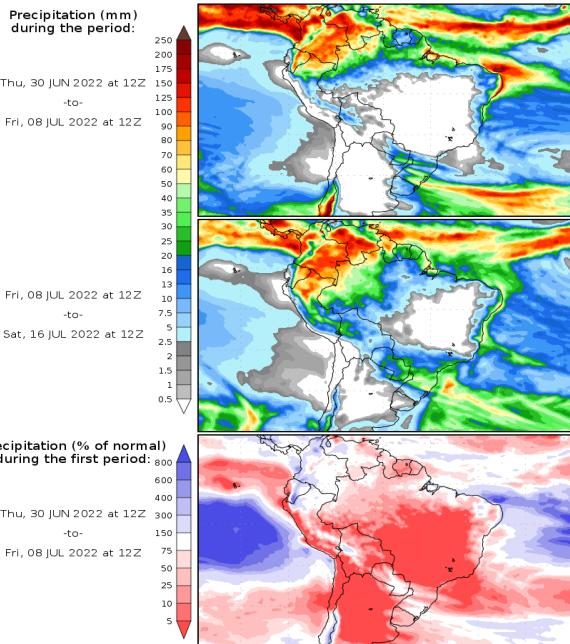 Precipitation (mm)
during the period:
250
200
175
150
125
100
90
80
70
60
50
40
35
30
25
20
16
13
10
7.5
5
2.5
2
1.5
1
0.5
Thu, 30 JUN 2022 at 12Z
-to-
Fri, 08 JUL 2022 at 12Z
Fri, 08 JUL 2022 at 12Z
-to-
Sat, 16 JUL 2022 at 12Z
ecipitation (% of normal)
during the first period:
800
600
400
300
150
75
50
25
10
5
Thu, 30 JUN 2022 at 12Z
-to-
Fri, 08 JUL 2022 at 12Z